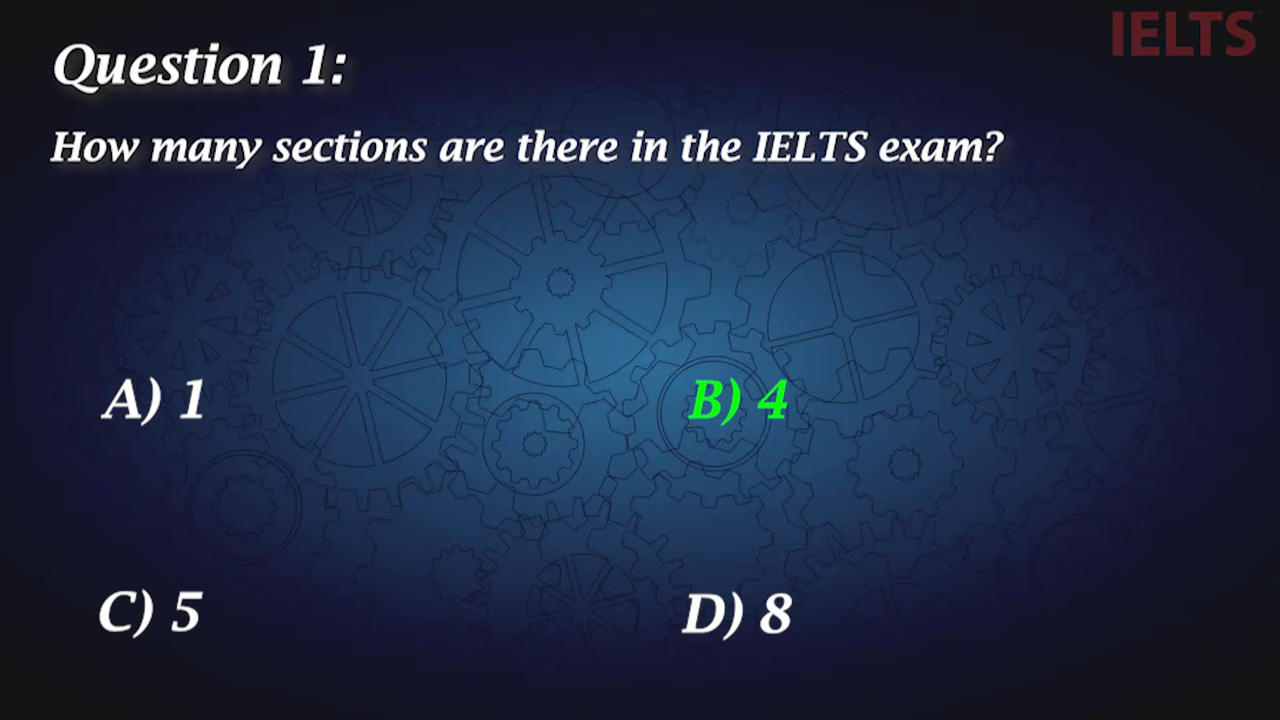 IELTS
Question 1:
How many sections are there in the IELTS exam?
A) 1
B) 4
C) 5
D) 8